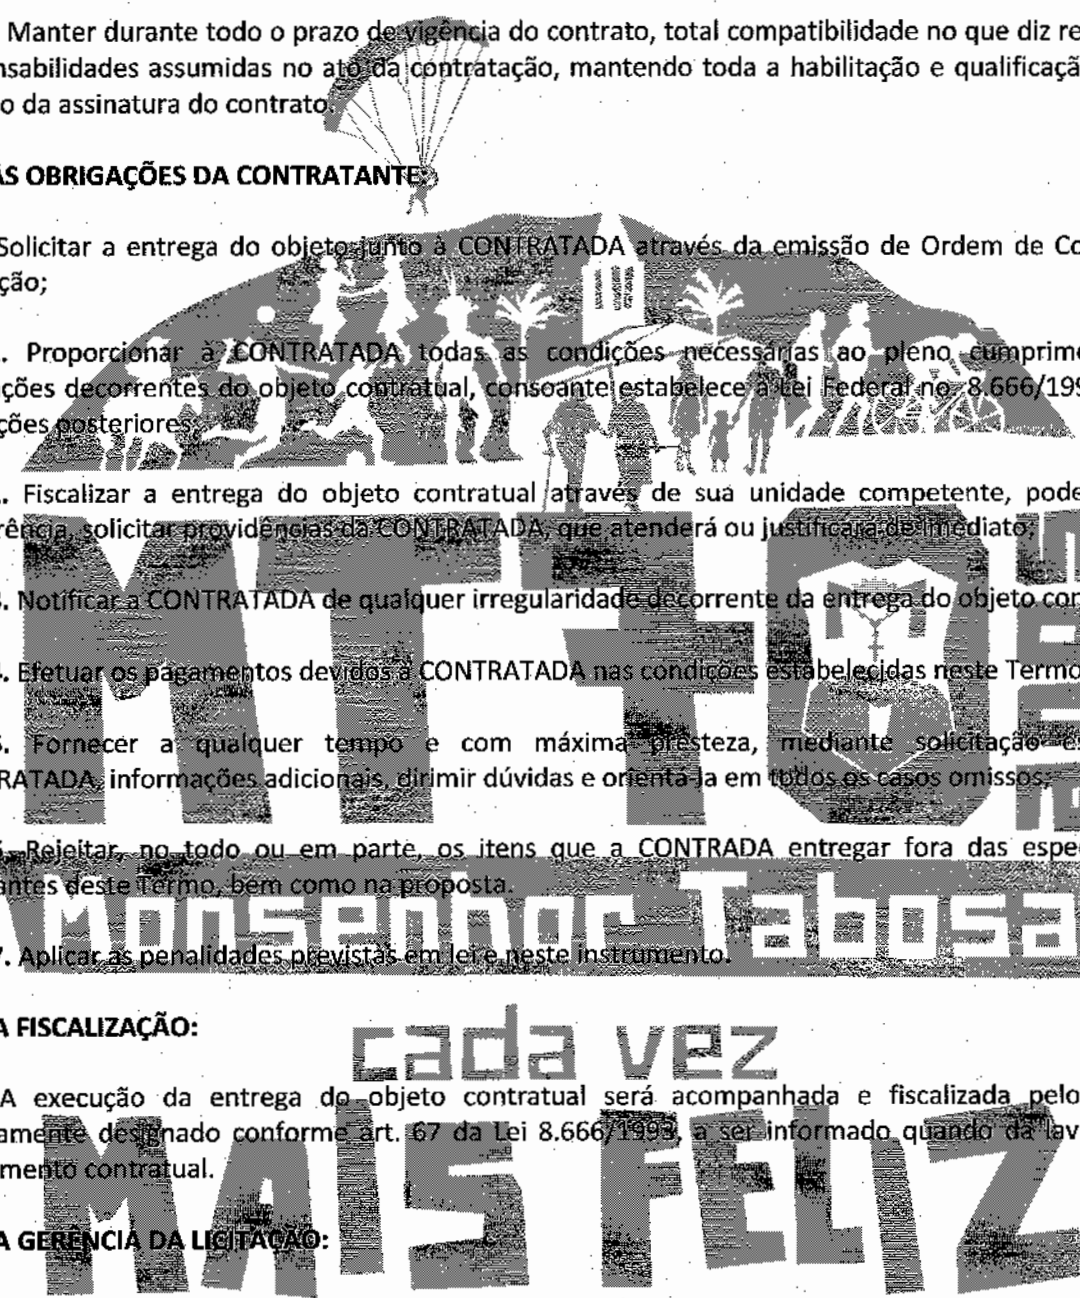 Manter durante todo o prazo de vigência do contrato, total compatibilidade no que diz re
nsabilidades assumidas no ato da contratação, mantendo toda a habilitação e qualificaçã
o da assinatura do contrato.
AS OBRIGAÇÕES DA CONTRATANTE:
Solicitar a entrega do objeto junto à CONTRATADA através da emissão de Ordem de Co
ção;
. Proporcionar à CONTRATADA todas as condições necessárias ao pleno cumprime
ções decorrentes do objeto contratual, consoante estabelece a Lei Federal no. 8.666/199
ções posteriores;
. Fiscalizar a entrega do objeto contratual através de sua unidade competente, pode
rência, solicitar providências da CONTRATADA, que atenderá ou justificará de imediato;
. Notificar a CONTRATADA de qualquer irregularidade decorrente da entrega do objeto con
. Efetuar os pagamentos devidos à CONTRATADA nas condições estabelecidas neste Termo
. Fornecer a qualquer tempo e com máxima presteza, mediante solicitação e
RATADA, informações adicionais, dirimir dúvidas e orientá-la em todos os casos omissos;
. Rejeitar, no todo ou em parte, os itens que a CONTRADA entregar fora das espe
antes deste Termo, bem como na proposta.
Monsenhor Tabosa
7. Aplicar as penalidades previstas em lei e neste instrumento.
A FISCALIZAÇÃO:
cada vez
A execução da entrega do objeto contratual será acompanhada e fiscalizada pelo
amente designado conforme art. 67 da Lei 8.666/1993, a ser informado quando da lav
mento contratual.
MAIS FELIZ
A GERÊNCIA DA LICITAÇÃO: